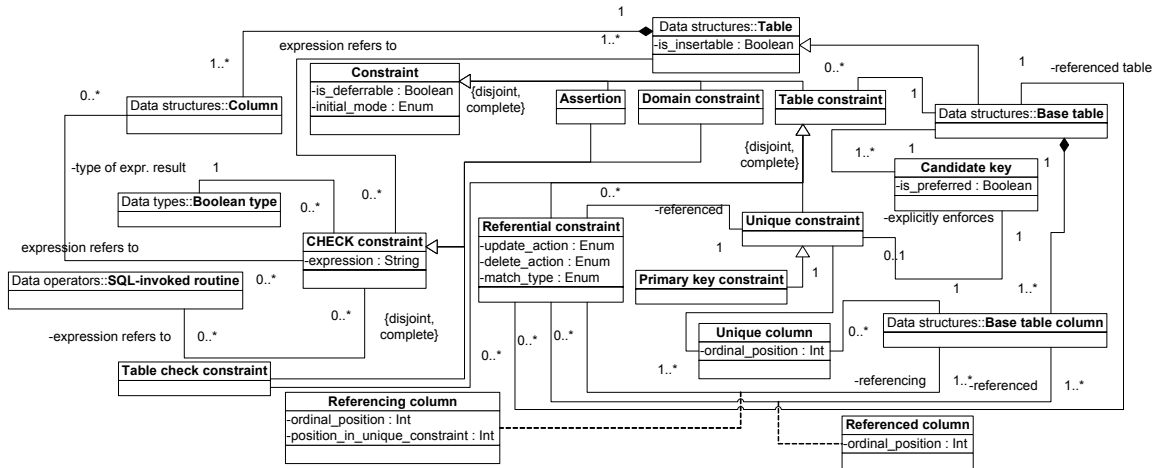 1
Data structures::Table
-is_insertable : Boolean
expression refers to
1..*
1..*
0..*
Data structures::Column
Constraint
-is_deferrable : Boolean
-initial_mode : Enum
{disjoint,
complete}
Assertion
Domain constraint
Table constraint
0..*
1
1
-referenced table
1
Data structures::Base table
-type of expr. result
1
Data types::Boolean type
0..*
0..*
{disjoint,
complete}
1..*
1
Candidate key
-is_preferred : Boolean
1
expression refers to
CHECK constraint
-expression : String
0..*
Referential constraint
-update_action : Enum
-delete_action : Enum
-match_type : Enum
-referenced
1
Unique constraint
-explicitly enforces
0..1
1
Primary key constraint
1
Data operators::SQL-invoked routine
0..*
0..*
-expression refers to
0..*
0..*
{disjoint,
complete}
1
1..*
Data structures::Base table column
Unique column
-ordinal_position : Int
0..*
0..*
0..*
0..*
1..*
Table check constraint
-referencing
1..*
-referenced
1..*
Referencing column
-ordinal_position : Int
-position_in_unique_constraint : Int
Referenced column
-ordinal_position : Int